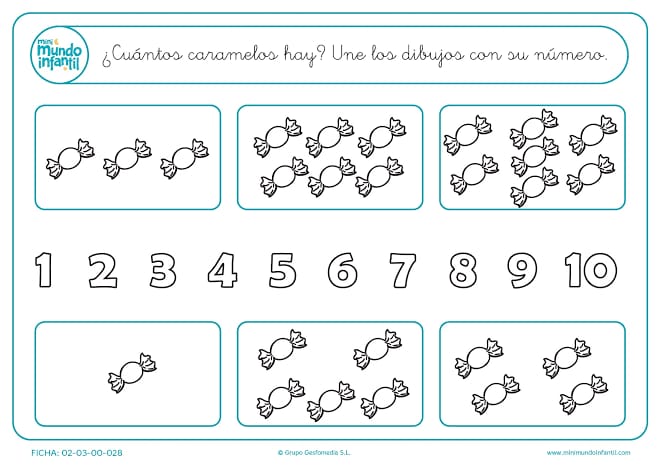 mini
mundo
infantil
¿Cuántos caramelos hay? Une los dibujos con su número.
1 2 3 4 5 6 7 8 9 10
FICHA: 02-03-00-028
© Grupo Gesfomedia S.L.
www.minimundoinfantil.com